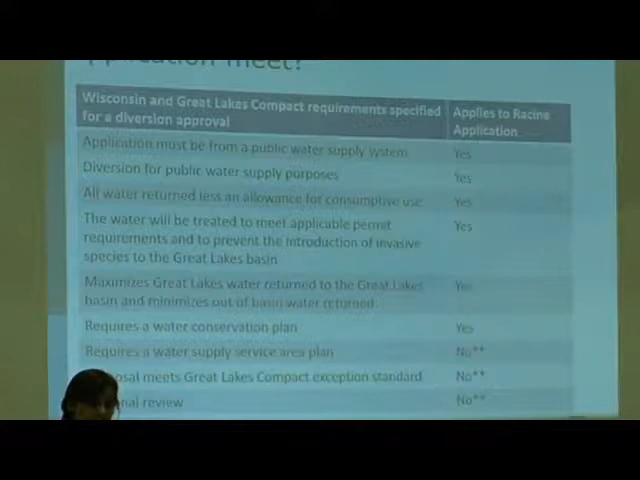 application meet?
Wisconsin and Great Lakes Compact requirements specified for a diversion approval
Applies to Racine Application
Application must be from a public water supply system
Yes
Diversion for public water supply purposes
Yes
All water returned less an allowance for consumptive use
Yes
The water will be treated to meet applicable permit
Yes
requirements and to prevent the introduction of invasive
species to the Great Lakes basin
Maximizes Great Lakes water returned to the Great Lakes
Yes
basin and minimizes out of basin water returned.
Requires a water conservation plan
Yes
Requires a water supply service area plan
No**
osal meets Great Lakes Compact exception standard
No**
nal review
No**